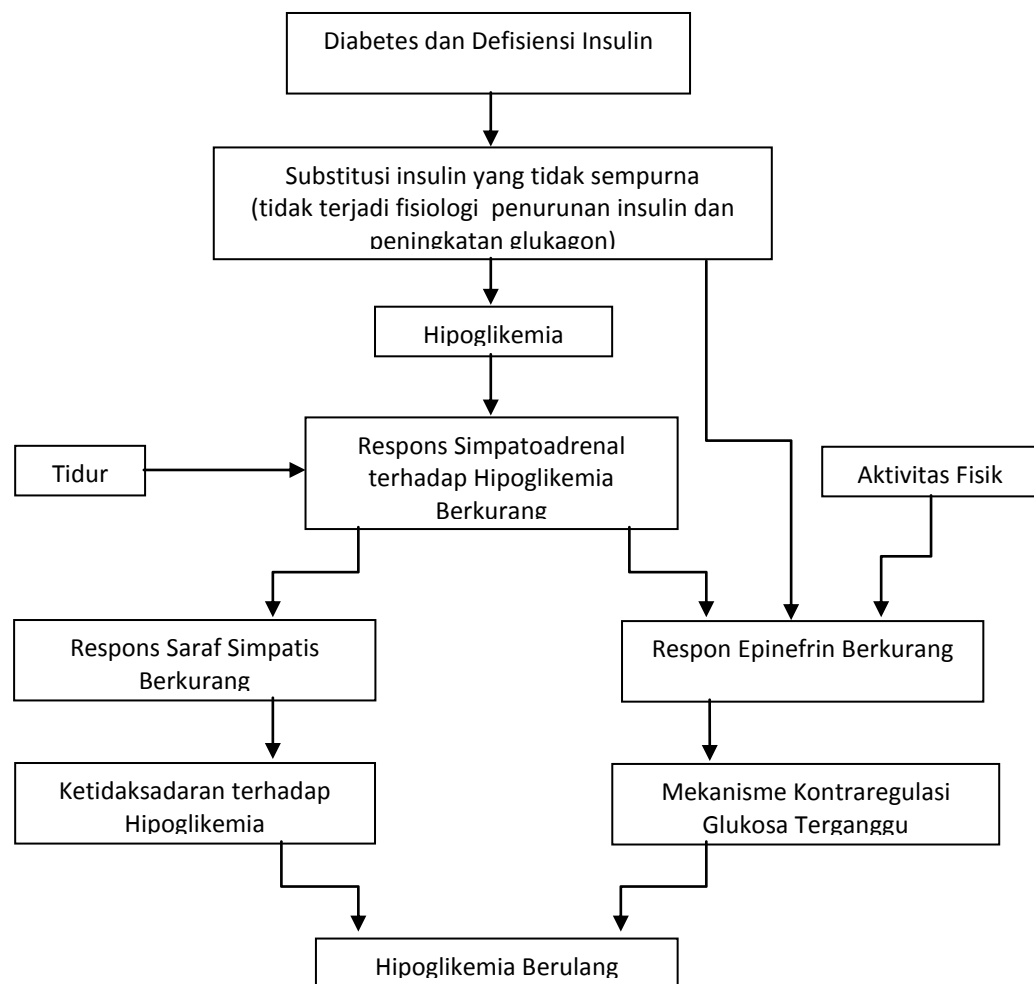 Diabetes dan Defisiensi Insulin
Substitusi insulin yang tidak sempurna
(tidak terjadi fisiologi penurunan insulin dan
peningkatan glukagon)
Hipoglikemia
Respons Simpatoadrenal
terhadap Hipoglikemia
Berkurang
Tidur
Aktivitas Fisik
Respons Saraf Simpatis
Berkurang
Respon Epinefrin Berkurang
Ketidaksadaran terhadap
Hipoglikemia
Mekanisme Kontraregulasi
Glukosa Terganggu
Hipoglikemia Berulang